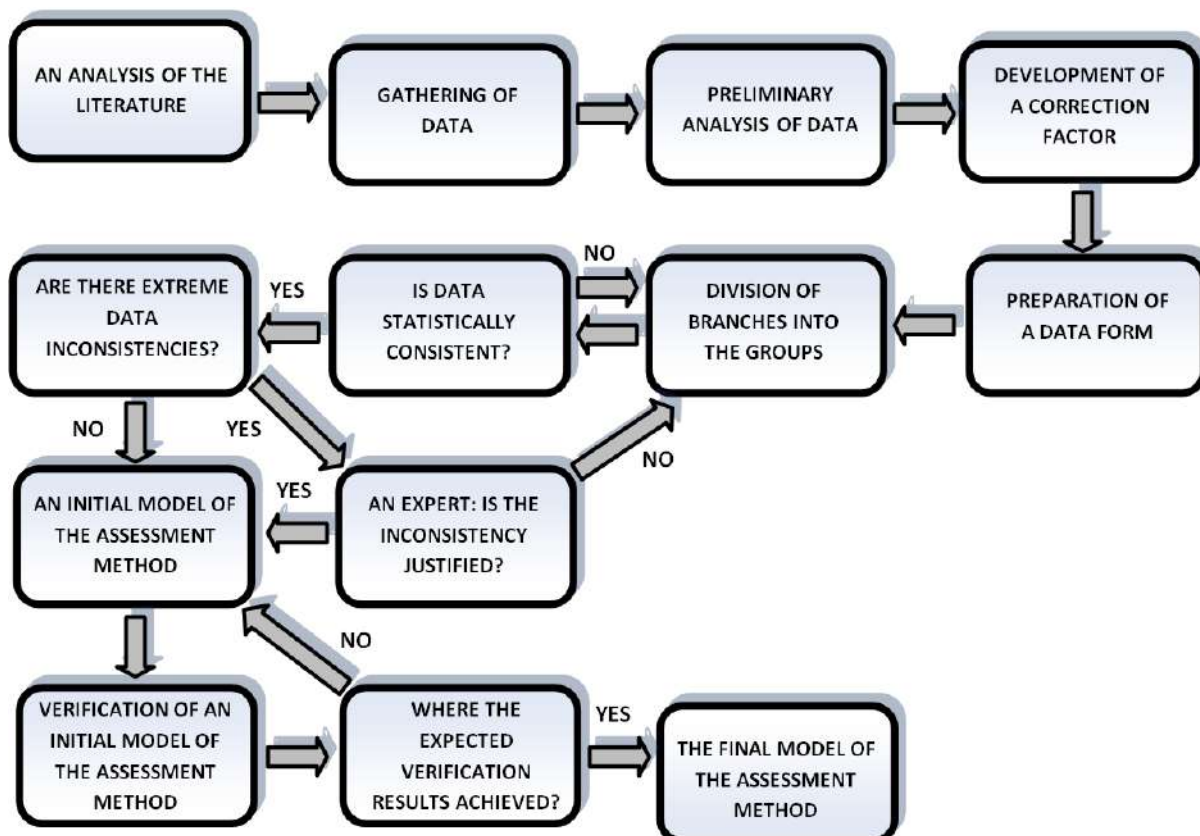 AN ANALYSIS OF THE
LITERATURE
GATHERING OF
DATA
PRELIMINARY
ANALYSIS OF DATA
DEVELOPMENT OF
A CORRECTION
FACTOR
ARE THERE EXTREME
DATA
INCONSISTENCIES?
YES
IS DATA
STATISTICALLY
CONSISTENT?
NO
DIVISION OF
BRANCHES INTO
THE GROUPS
PREPARATION OF
A DATA FORM
NO
YES
AN INITIAL MODEL OF
THE ASSESSMENT
METHOD
YES
AN EXPERT: IS THE
INCONSISTENCY
JUSTIFIED?
NO
NO
VERIFICATION OF AN
INITIAL MODEL OF
THE ASSESSMENT
METHOD
WHERE THE
EXPECTED
VERIFICATION
RESULTS ACHIEVED?
YES
THE FINAL MODEL OF
THE ASSESSMENT
METHOD